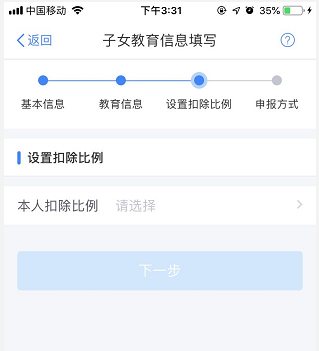 中国移动 下午3:31 35%
返回 子女教育信息填写 ?
基本信息 教育信息 设置扣除比例 申报方式
设置扣除比例
本人扣除比例 请选择
下一步